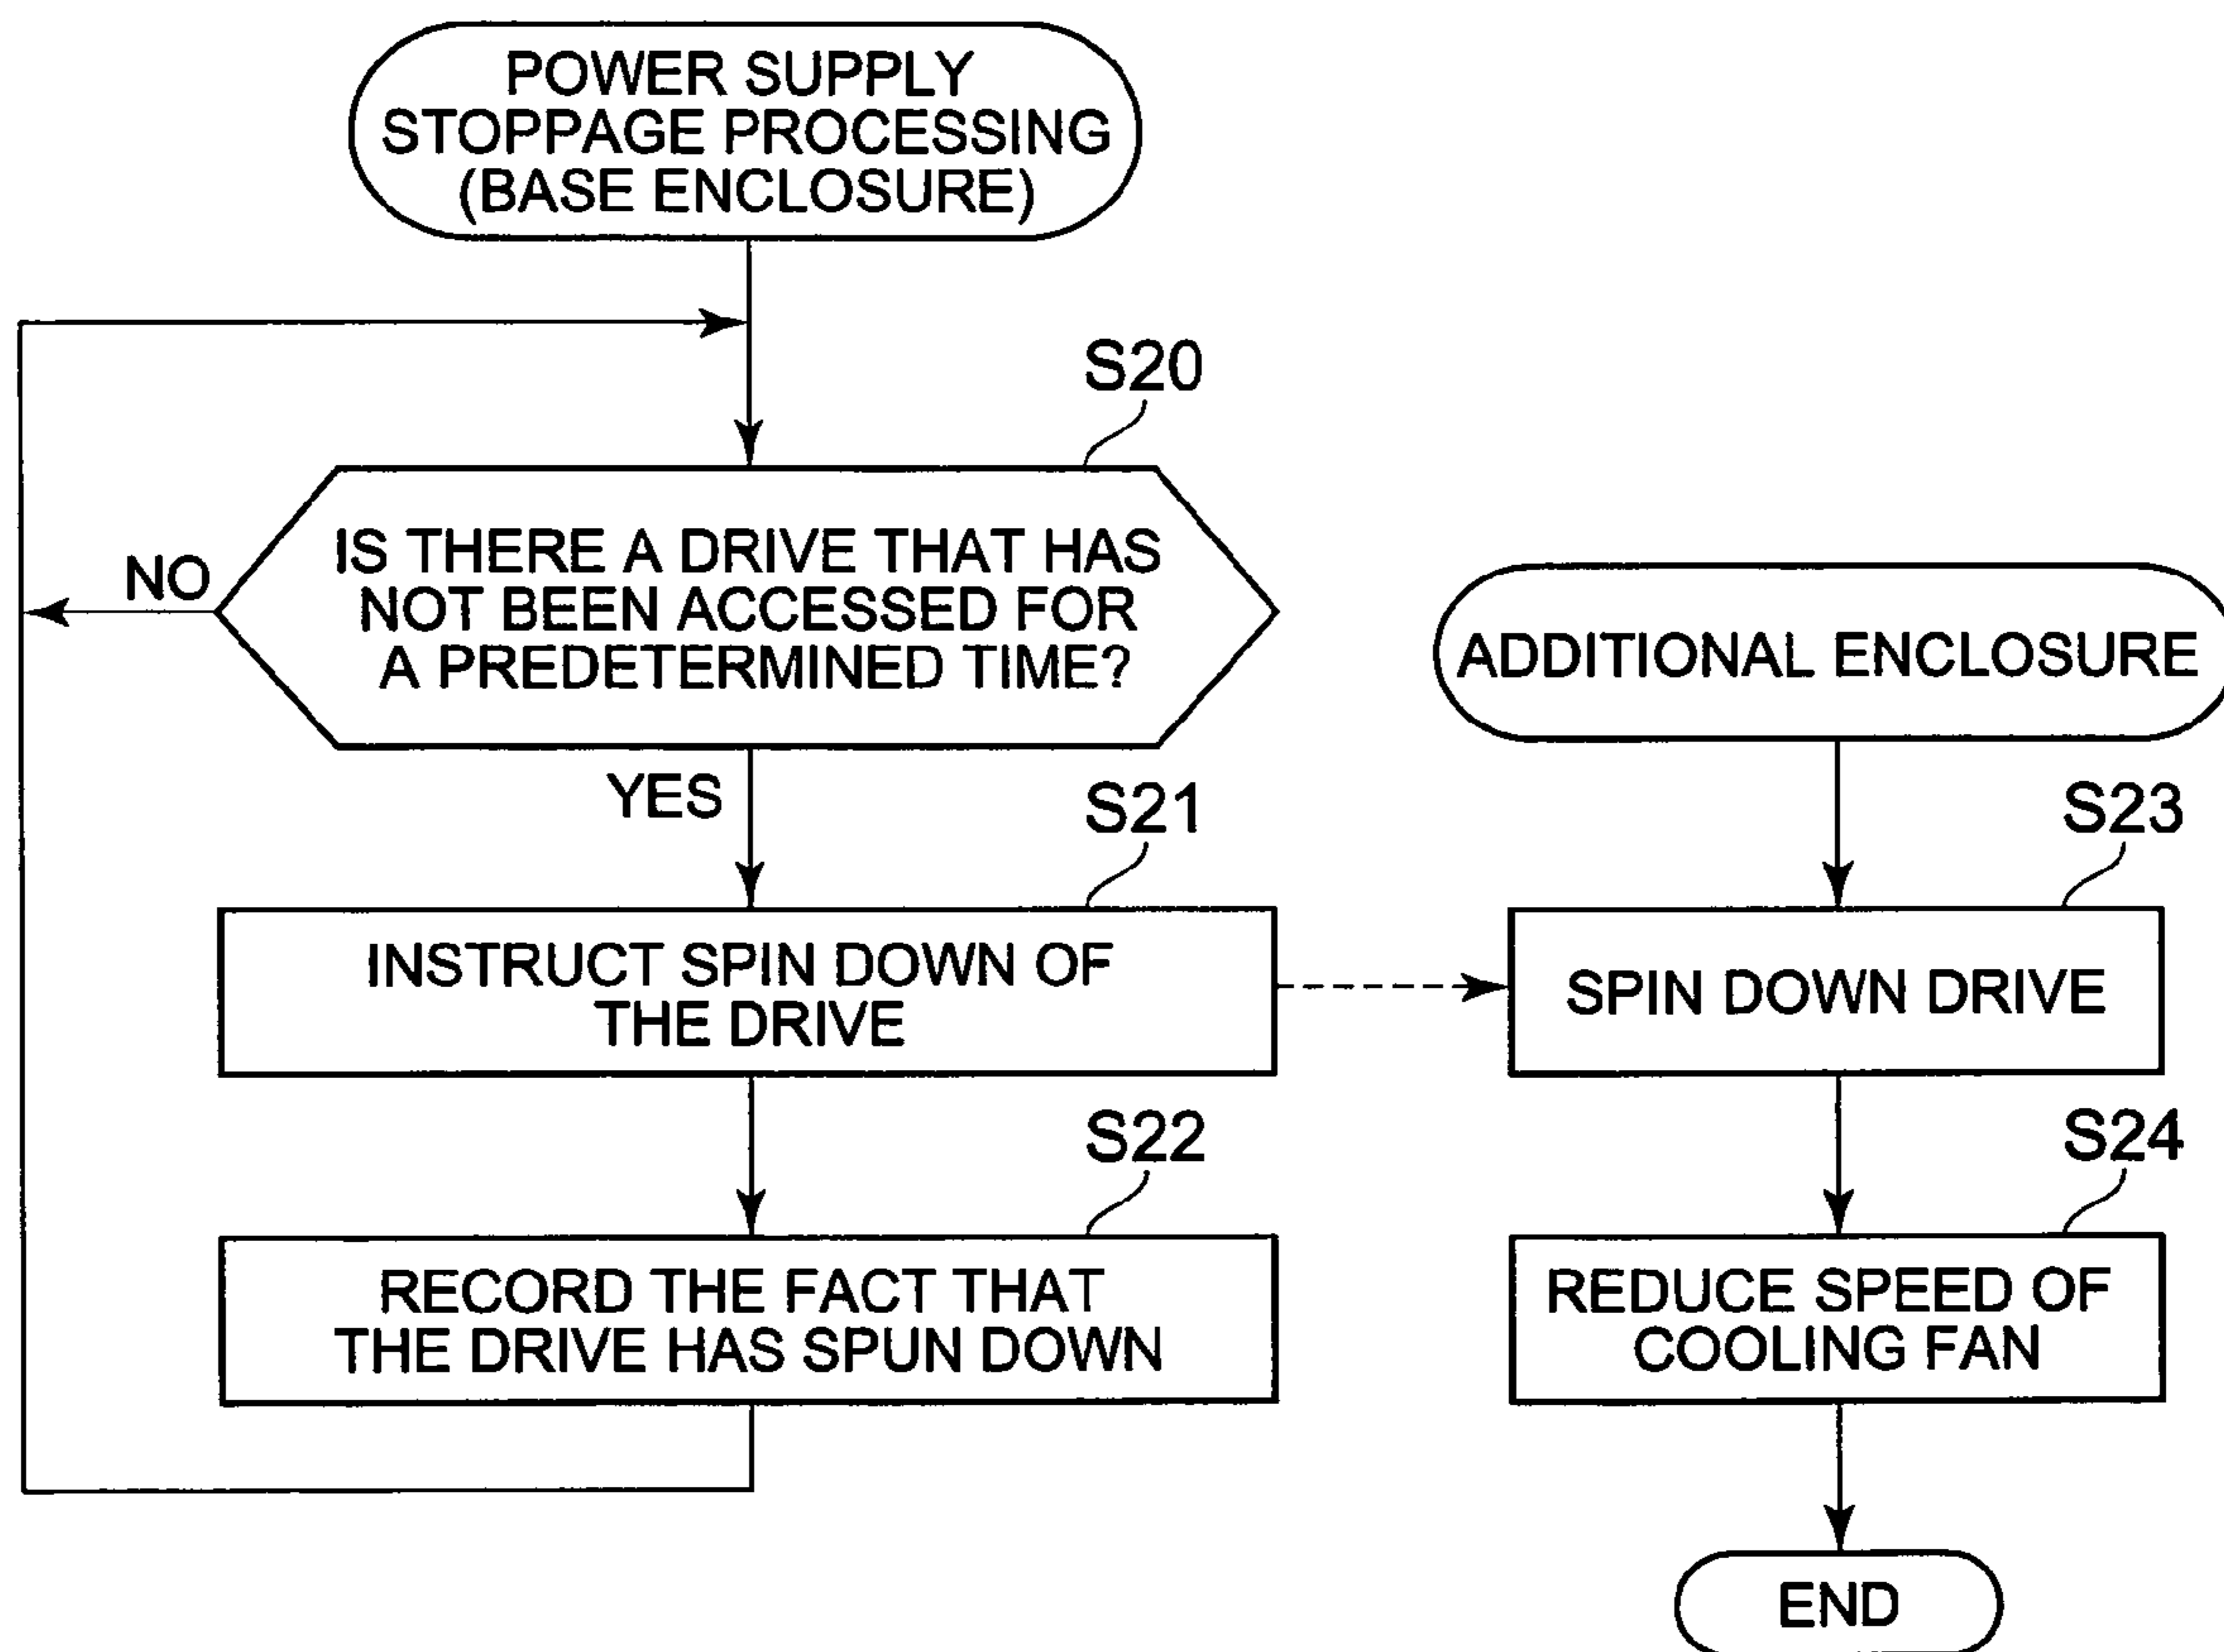 POWER SUPPLY
STOPPAGE PROCESSING
(BASE ENCLOSURE)
S20
IS THERE A DRIVE THAT HAS
NOT BEEN ACCESSED FOR
A PREDETERMINED TIME?
NO
YES
S21
INSTRUCT SPIN DOWN OF
THE DRIVE
S22
RECORD THE FACT THAT
THE DRIVE HAS SPUN DOWN
ADDITIONAL ENCLOSURE
S23
SPIN DOWN DRIVE
S24
REDUCE SPEED OF
COOLING FAN
END